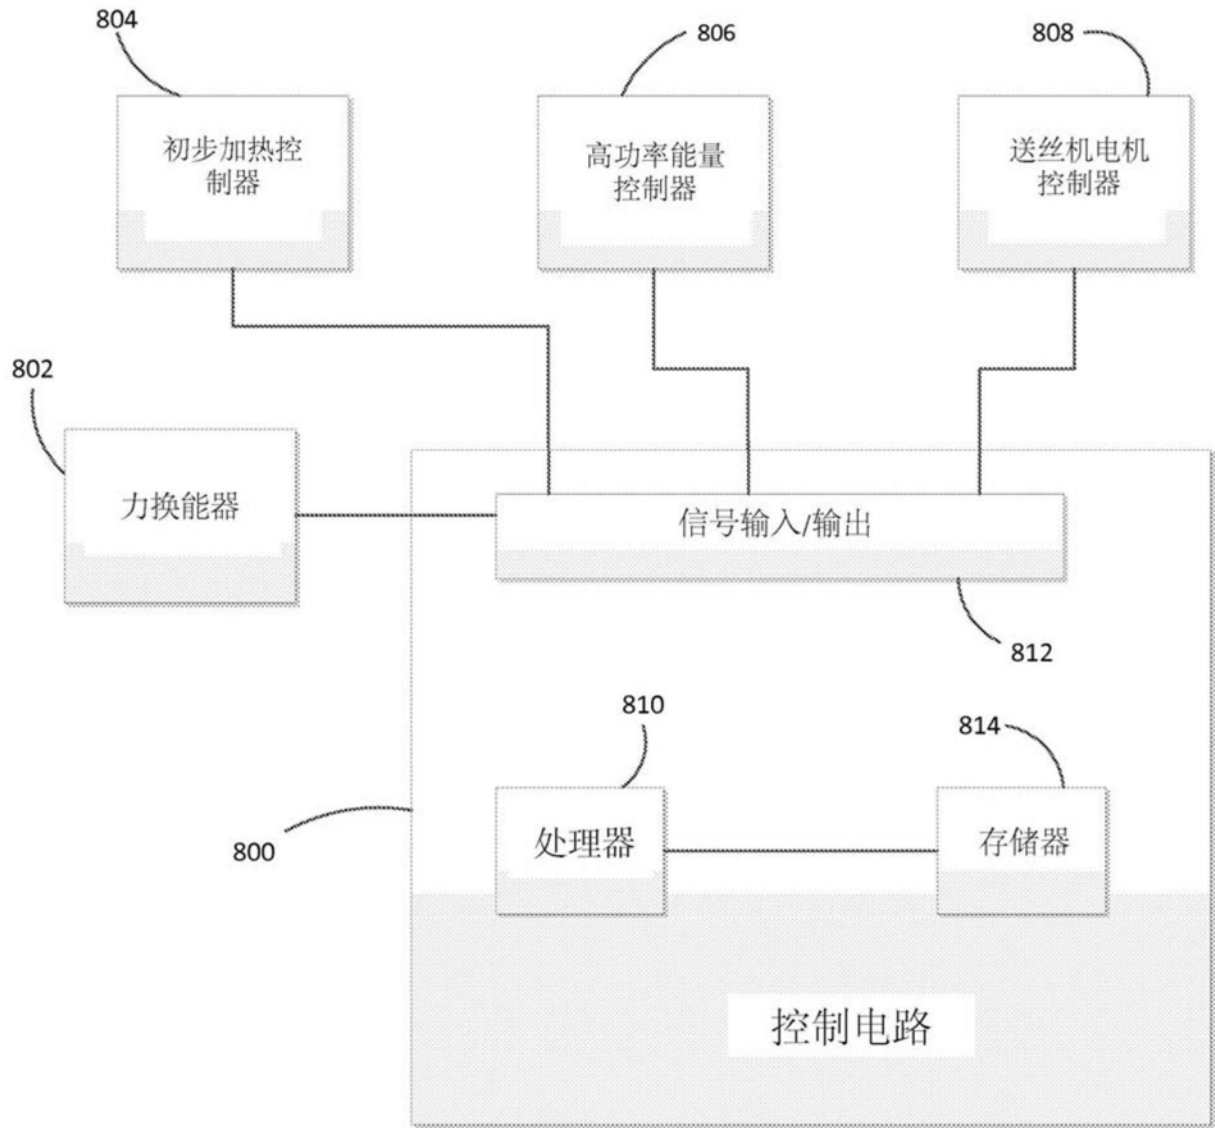 804
806
808
初步加热控
制器
高功率能量
控制器
送丝机电机
控制器
802
力换能器
信号输入/输出
812
810
814
800
处理器
存储器
控制电路